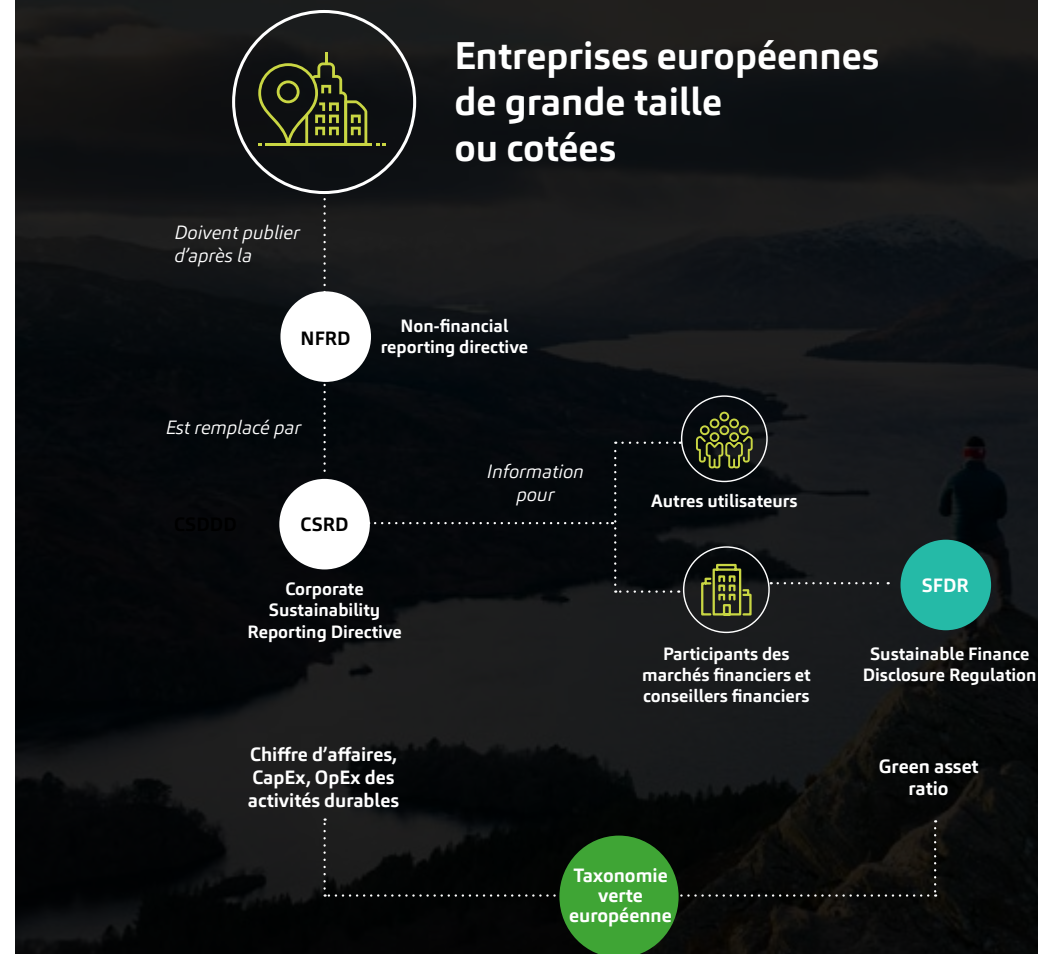 Entreprises européennes
de grande taille
ou cotées
Doivent publier
d'après la
NFRD
Non-financial
reporting directive
Est remplacé par
Information
pour
Autres utilisateurs
CSDDD
CSRD
Corporate
Sustainability
Reporting Directive
SFDR
Participants des
marchés financiers et
conseillers financiers
Sustainable Finance
Disclosure Regulation
Chiffre d'affaires,
CapEx, OpEx des
activités durables
Green asset
ratio
Taxonomie
verte
européenne